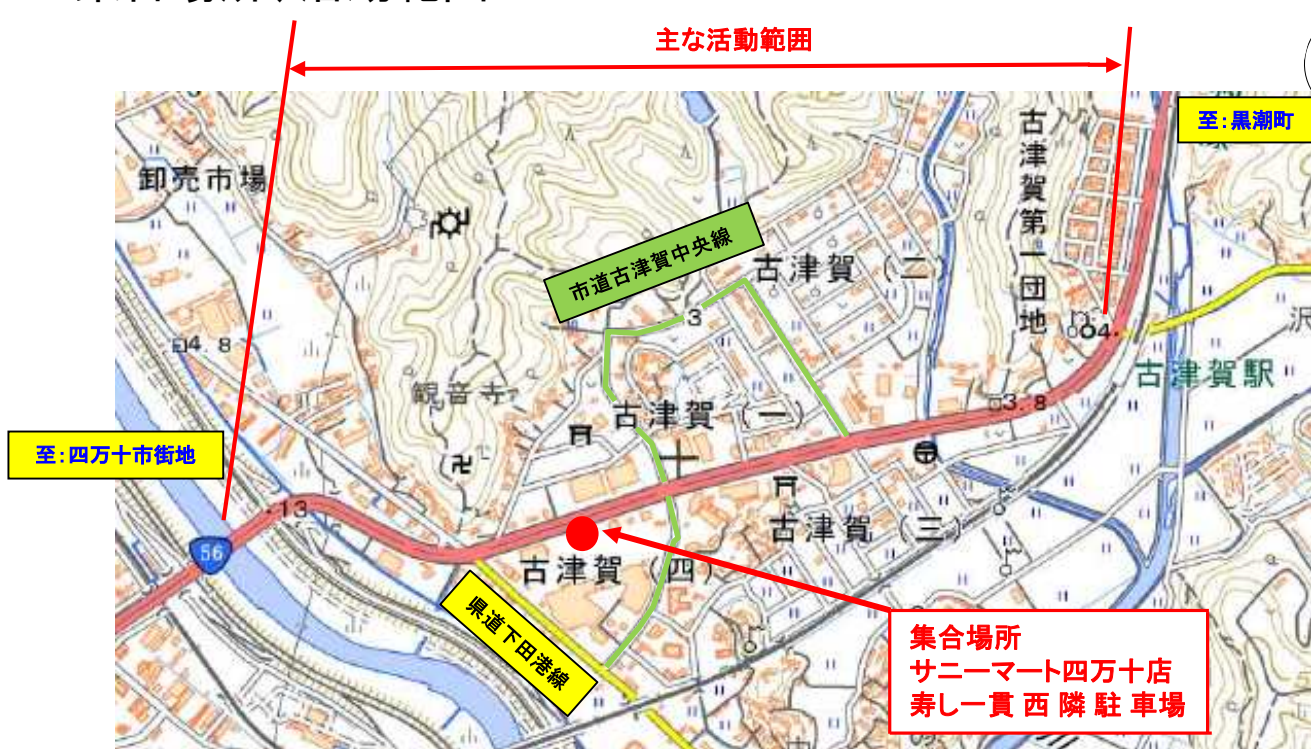 主な活動範囲
至:黒潮町
卸売市場
古津賀第一団地
市道古津賀中央線
古津賀(二)
3
4.8
04.
沢
古津賀駅
観音寺
古津賀(一)
3.8
至:四万十市街地
13
古津賀(三)
56
古津賀(四)
県道下田港線
集合場所
サニーマート四万十店
寿し一貫 西 隣 駐 車場